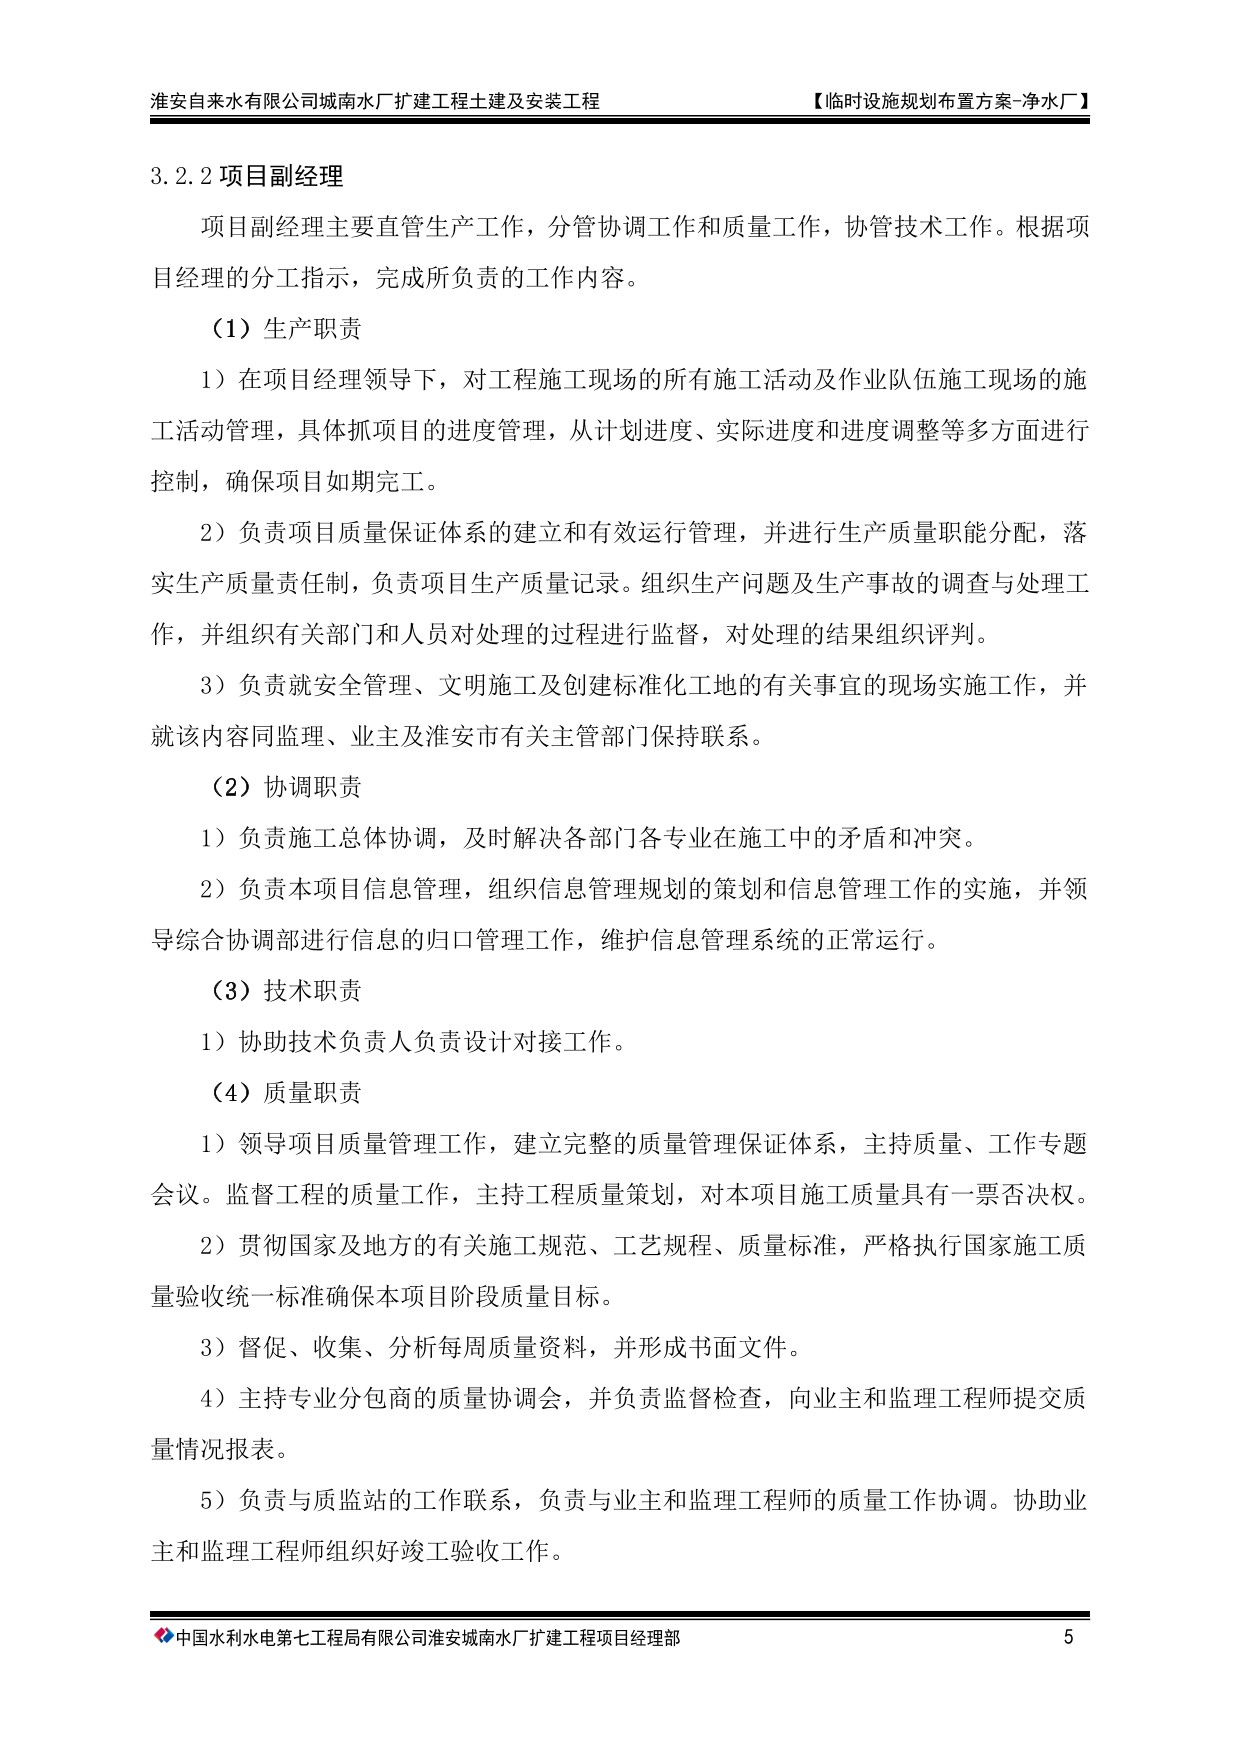 淮安自来水有限公司城南水厂扩建工程土建及安装工程 【临时设施规划布置方案-净水厂】
3.2.2 项目副经理
项目副经理主要直管生产工作，分管协调工作和质量工作，协管技术工作。根据项
目经理的分工指示，完成所负责的工作内容。
（1）生产职责
1）在项目经理领导下，对工程施工现场的所有施工活动及作业队伍施工现场的施
工活动管理，具体抓项目的进度管理，从计划进度、实际进度和进度调整等多方面进行
控制，确保项目如期完工。
2）负责项目质量保证体系的建立和有效运行管理，并进行生产质量职能分配，落
实生产质量责任制，负责项目生产质量记录。组织生产问题及生产事故的调查与处理工
作，并组织有关部门和人员对处理的过程进行监督，对处理的结果组织评判。
3）负责就安全管理、文明施工及创建标准化工地的有关事宜的现场实施工作，并
就该内容同监理、业主及淮安市有关主管部门保持联系。
（2）协调职责
1）负责施工总体协调，及时解决各部门各专业在施工中的矛盾和冲突。
2）负责本项目信息管理，组织信息管理规划的策划和信息管理工作的实施，并领
导综合协调部进行信息的归口管理工作，维护信息管理系统的正常运行。
（3）技术职责
1）协助技术负责人负责设计对接工作。
（4）质量职责
1）领导项目质量管理工作，建立完整的质量管理保证体系，主持质量、工作专题
会议。监督工程的质量工作，主持工程质量策划，对本项目施工质量具有一票否决权。
2）贯彻国家及地方的有关施工规范、工艺规程、质量标准，严格执行国家施工质
量验收统一标准确保本项目阶段质量目标。
3）督促、收集、分析每周质量资料，并形成书面文件。
4）主持专业分包商的质量协调会，并负责监督检查，向业主和监理工程师提交质
量情况报表。
5）负责与质监站的工作联系，负责与业主和监理工程师的质量工作协调。协助业
主和监理工程师组织好竣工验收工作。
中国水利水电第七工程局有限公司淮安城南水厂扩建工程项目经理部 5